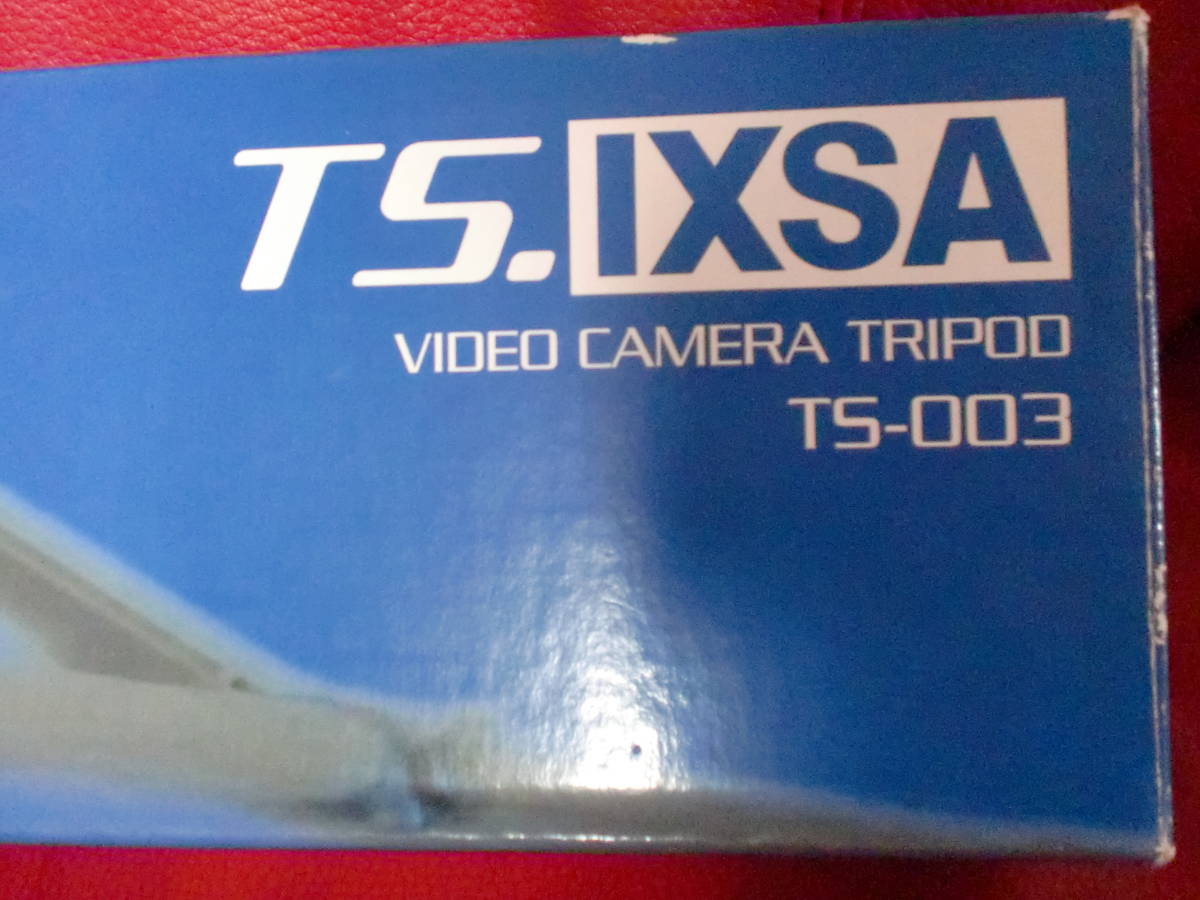 TS.IXSA
VIDEO CAMERA TRIPOD
TS-003